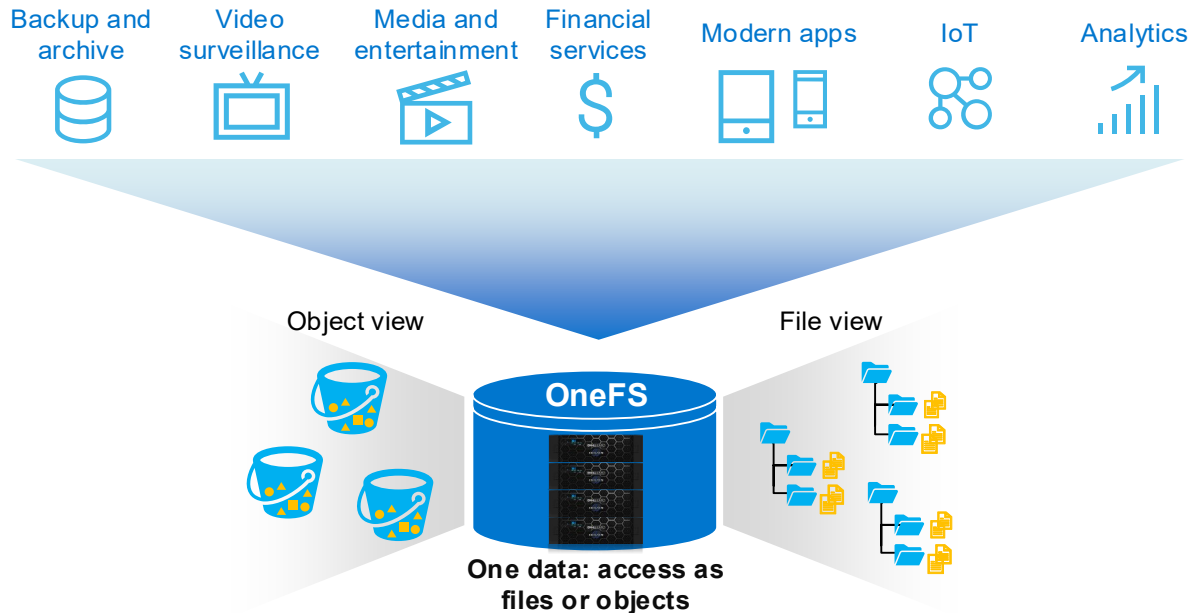 Backup and
archive
Video
surveillance
Media and
entertainment
Financial
services
Modern apps
IoT
Analytics
Object view
File view
OneFS
One data: access as
files or objects